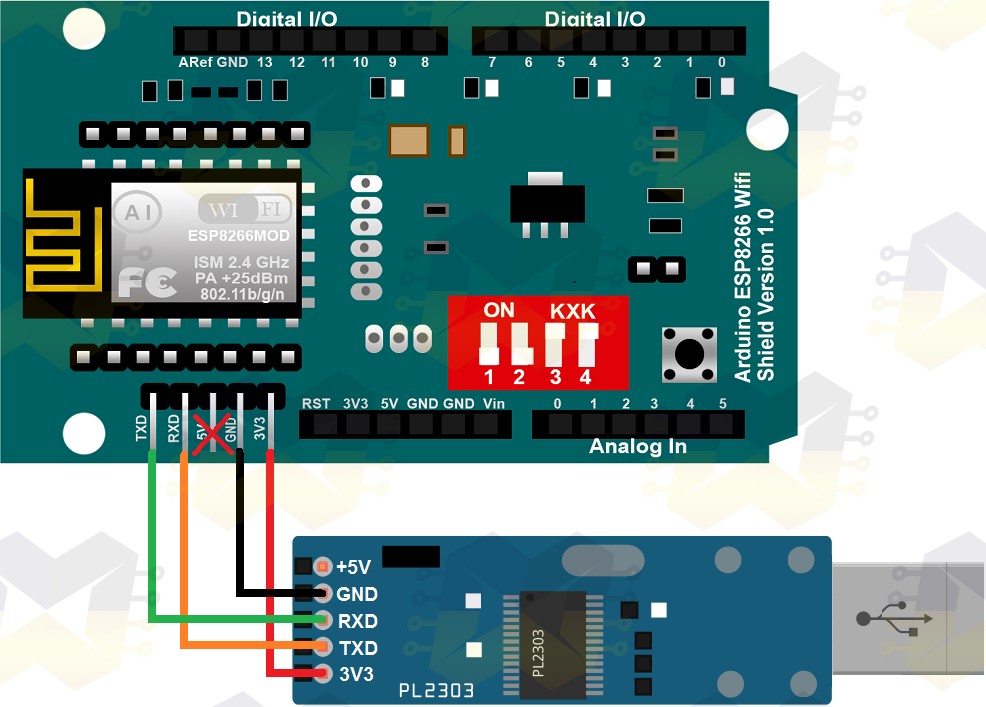 Digital I/O
Digital I/O
ARef GND 13 12 11 10 9 8
7 6 5 4 3 2 1 0
AI
WI FI
ESP8266MOD
ISM 2.4 GHz
PA +25dBm
802.11b/g/n
FC
Arduino ESP8266 Wifi
Shield Version 1.0
ON KXK
1 2 3 4
RST 3V3 5V GND GND Vin
0 1 2 3 4 5
Analog In
TXD
RXD
5V
GND
3V3
+5V
GND
RXD
TXD
3V3
PL2303
PL2303